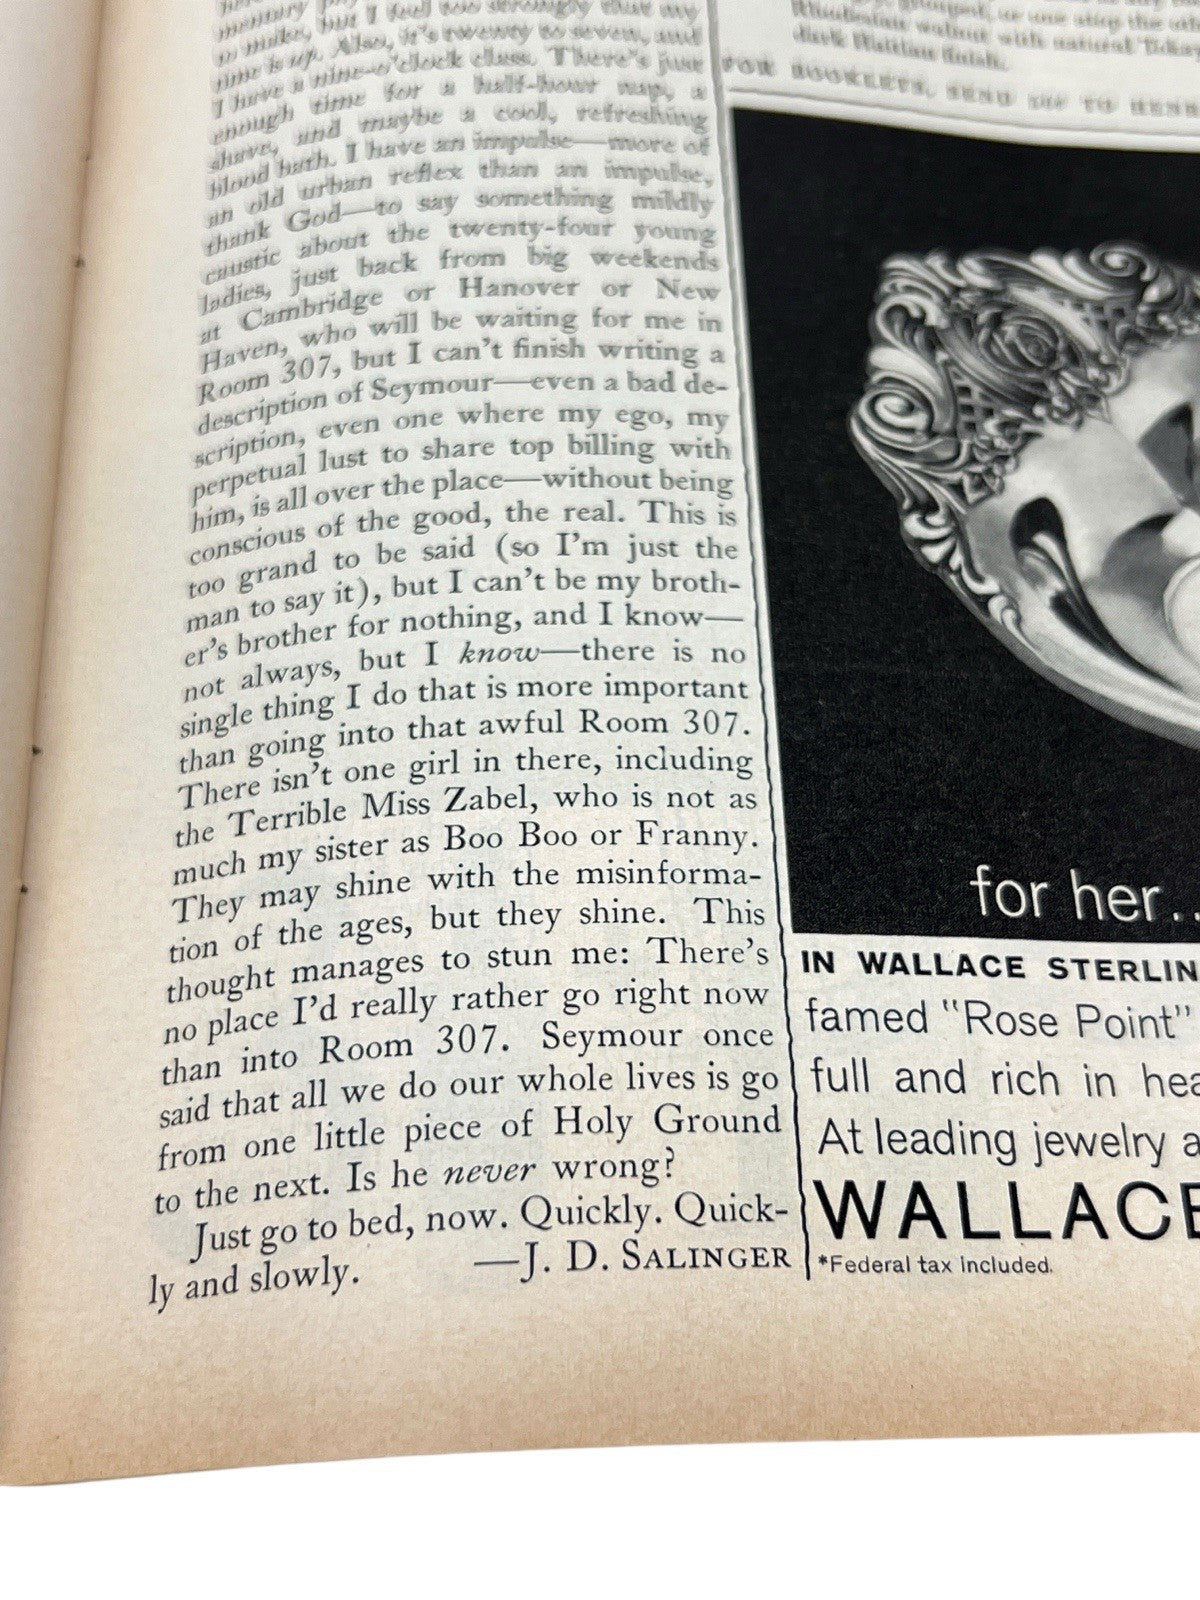 mentary
to make, but I feel too strongly that my
time is up. Also, it's twenty to seven, and
I have a nine-o'clock class. There's just
enough time for a half-hour nap, a
shave, and maybe a cool, refreshing
blood bath. I have an impulse—more of
an old urban reflex than an impulse,
thank God—to say something mildly
caustic about the twenty-four young
ladies, just back from big weekends
at Cambridge or Hanover or New
Haven, who will be waiting for me in
Room 307, but I can't finish writing a
description of Seymour—even a bad de-
scription, even one where my ego, my
perpetual lust to share top billing with
him, is all over the place—without being
conscious of the good, the real. This is
too grand to be said (so I'm just the
man to say it), but I can't be my broth-
er's brother for nothing, and I know—
not always, but I know—there is no
single thing I do that is more important
than going into that awful Room 307.
There isn't one girl in there, including
the Terrible Miss Zabel, who is not as
much my sister as Boo Boo or Franny.
They may shine with the misinforma-
tion of the ages, but they shine. This
thought manages to stun me: There's
no place I'd really rather go right now
than into Room 307. Seymour once
said that all we do our whole lives is go
from one little piece of Holy Ground
to the next. Is he never wrong?
Just go to bed, now. Quickly. Quick-
ly and slowly. —J. D. SALINGER
walnut with natural
dark Haitian finish.
FOR BOOKLETS, SEND 10¢ TO
for her..
IN WALLACE STERLIN
famed "Rose Point"
full and rich in hea
At leading jewelry a
WALLACE
*Federal tax included.